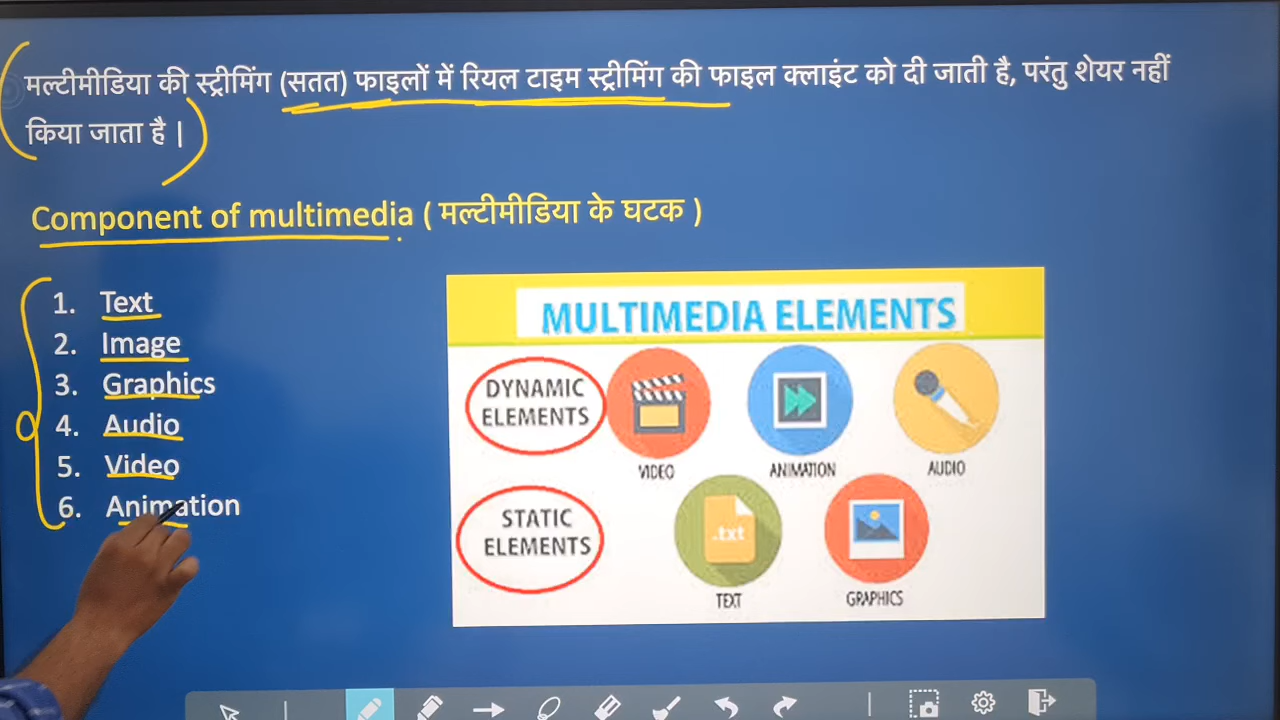 मल्टीमीडिया की स्ट्रीमिंग (सतत) फाइलों में रियल टाइम स्ट्रीमिंग की फाइल क्लाइंट को दी जाती है, परंतु शेयर नहीं
किया जाता है |
Component of multimedia ( मल्टीमीडिया के घटक )
1. Text
2. Image
3. Graphics
4. Audio
5. Video
6. Animation
MULTIMEDIA ELEMENTS
DYNAMIC
ELEMENTS
VIDEO
ANIMATION
AUDIO
STATIC
ELEMENTS
.txt
TEXT
GRAPHICS